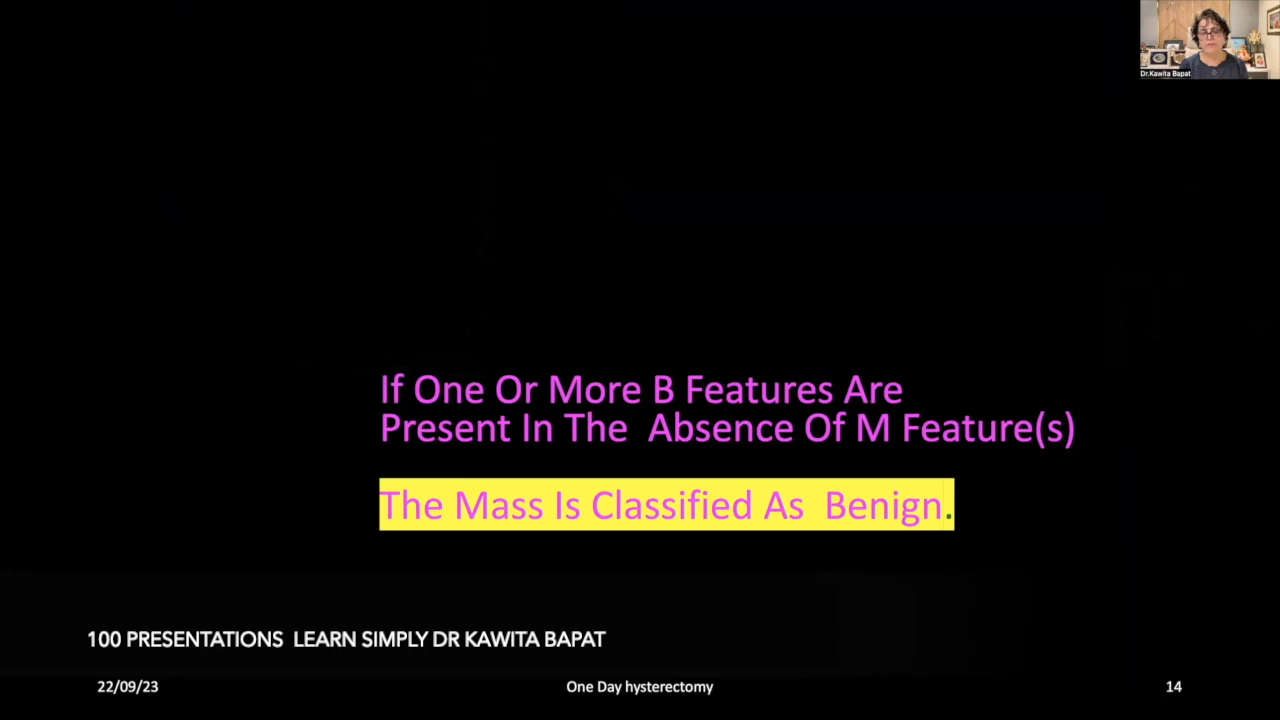 Dr.Kawita Bapat
If One Or More B Features Are
Present In The Absence Of M Feature(s)
The Mass Is Classified As Benign.
100 PRESENTATIONS LEARN SIMPLY DR KAWITA BAPAT
22/09/23
One Day hysterectomy
14